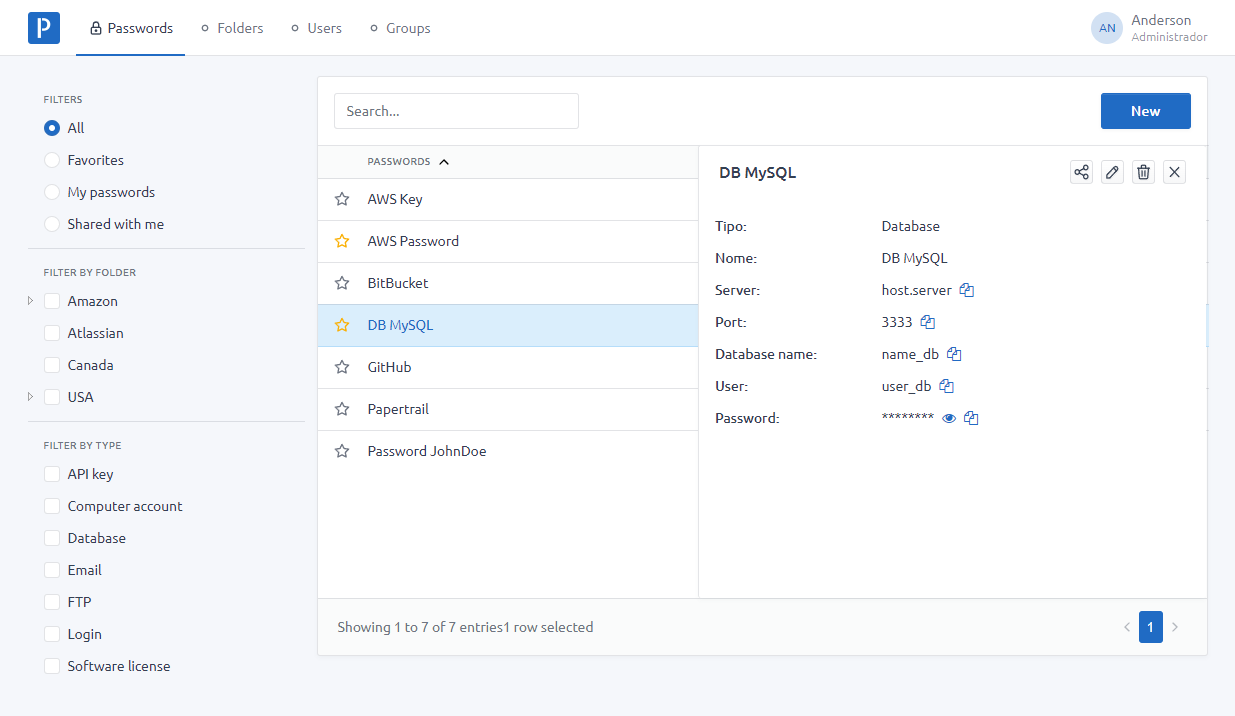 P Passwords Folders Users Groups
AN Anderson
Administrador
FILTERS
All
Favorites
My passwords
Shared with me
FILTER BY FOLDER
Amazon
Atlassian
Canada
USA
FILTER BY TYPE
API key
Computer account
Database
Email
FTP
Login
Software license
Search...
New
PASSWORDS
AWS Key
AWS Password
BitBucket
DB MySQL
GitHub
Papertrail
Password JohnDoe
DB MySQL
Tipo: Database
Nome: DB MySQL
Server: host.server
Port: 3333
Database name: name_db
User: user_db
Password: ********
Showing 1 to 7 of 7 entries1 row selected
1